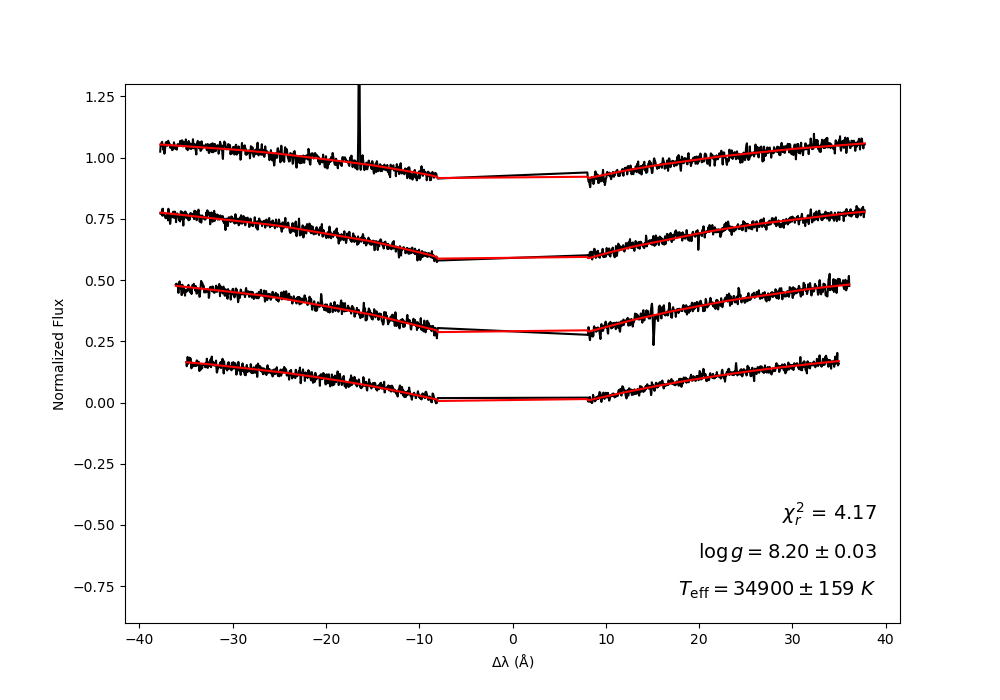 1.25
1.00
0.75
0.50
0.25
0.00
−0.25
−0.50
−0.75
Normalized Flux
χ²ᵣ = 4.17
log g = 8.20 ± 0.03
T_eff = 34900 ± 159 K
−40 −30 −20 −10 0 10 20 30 40
Δλ (Å)